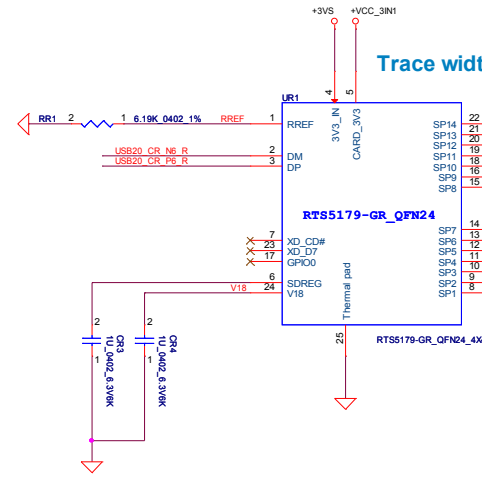 +3VS +VCC_3IN1
Trace widt
UR1
RR1 2 1 6.19K_0402_1% RREF 1 RREF
4 3V3_IN
5 CARD_3V3
SP14 22
SP13 21
SP12 20
SP11 19
SP10 18
SP9 16
SP8 15
USB20_CR_N6_R 2 DM
USB20_CR_P6_R 3 DP
RTS5179-GR_QFN24
7 XD_CD#
23 XD_D7
17 GPIO0
SP7 14
SP6 13
SP5 12
SP4 11
SP3 10
SP2 9
SP1 8
6 SDREG
V18 24 V18
Thermal pad
25
RTS5179-GR_QFN24_4X
2 CR3 1U_0402_6.3V6K 1
2 CR4 1U_0402_6.3V6K 1